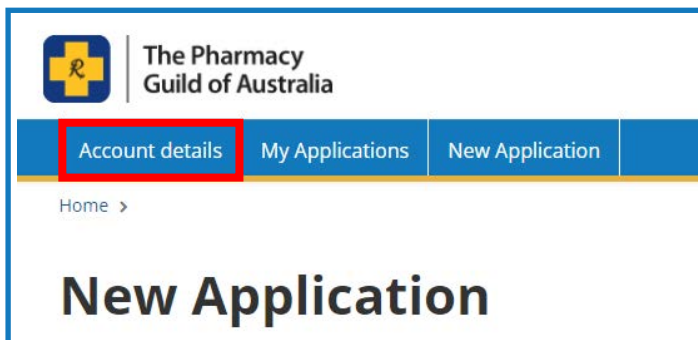 The Pharmacy
Guild of Australia
Account details My Applications New Application
Home >
New Application